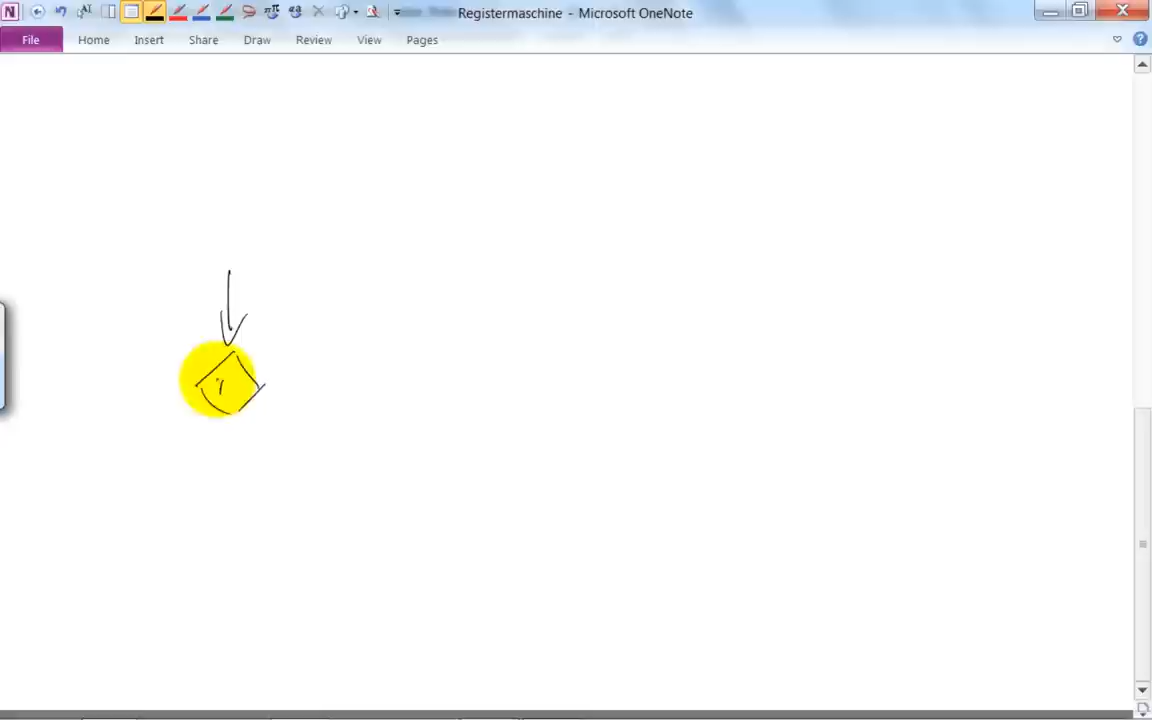 Registermaschine - Microsoft OneNote
File Home Insert Share Draw Review View Pages